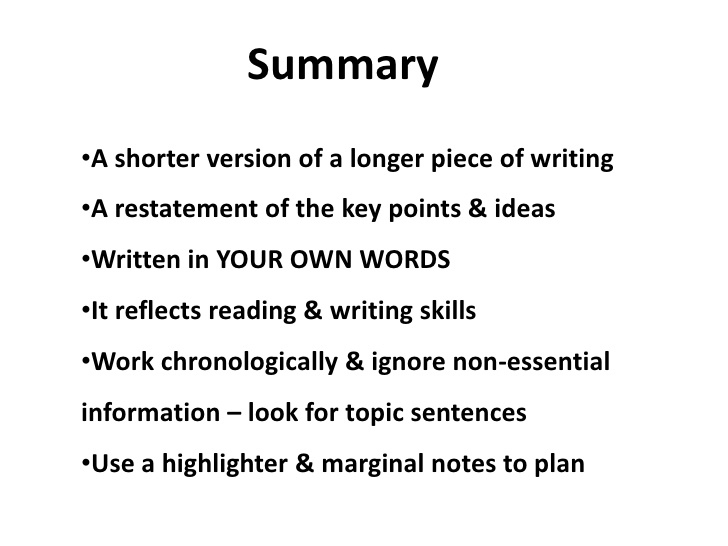 Summary
•A shorter version of a longer piece of writing
•A restatement of the key points & ideas
•Written in YOUR OWN WORDS
•It reflects reading & writing skills
•Work chronologically & ignore non-essential
information – look for topic sentences
•Use a highlighter & marginal notes to plan